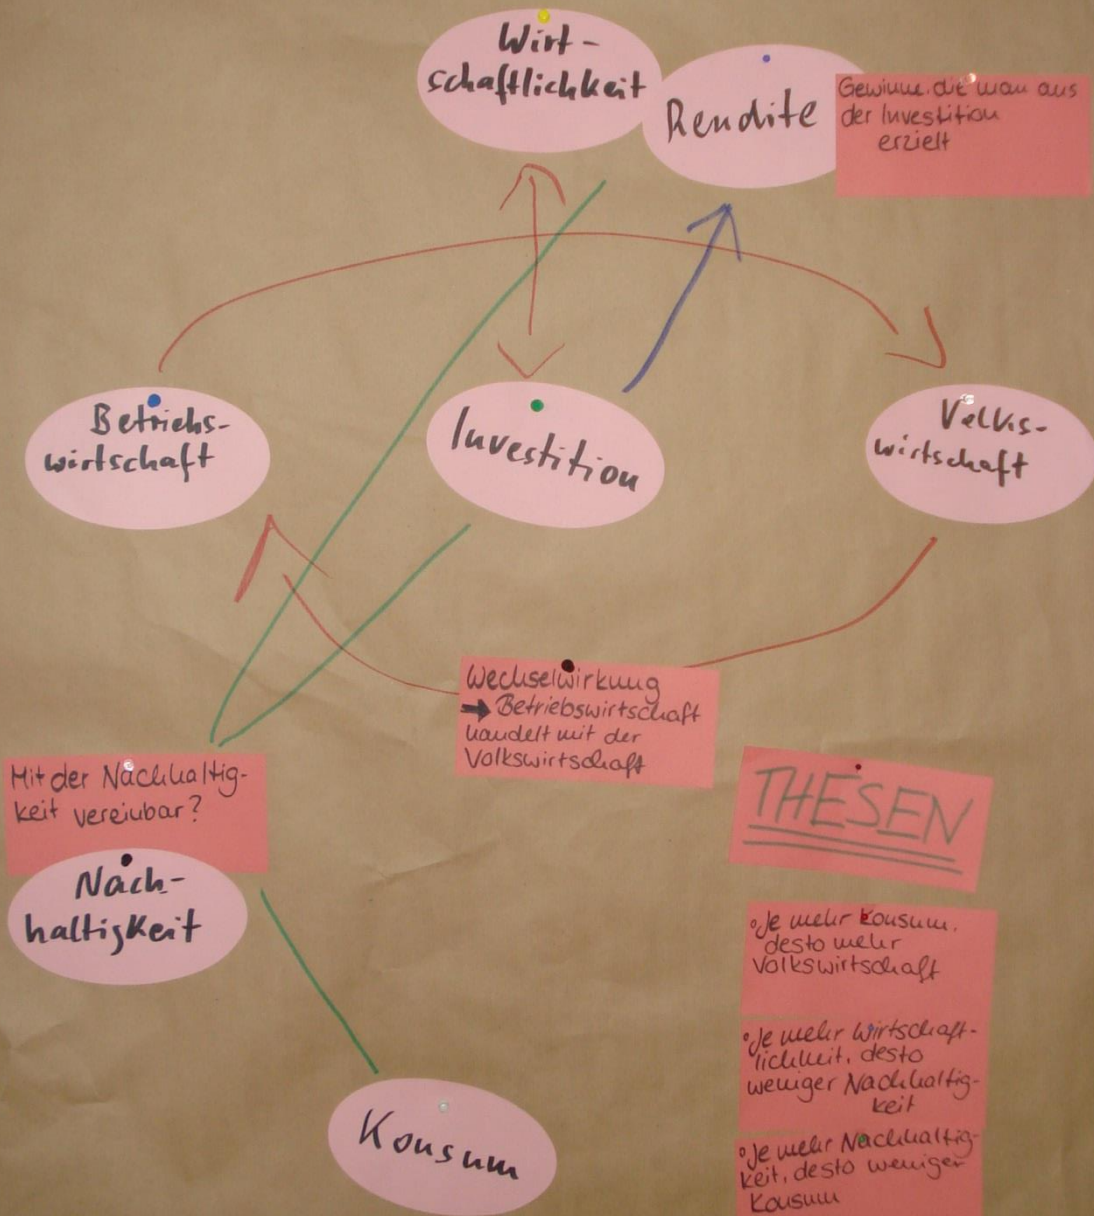 Wirt-
schaftlichkeit
Rendite
Gewinne, die man aus
der Investition
erzielt
Betriebs-
wirtschaft
Investition
Volks-
wirtschaft
Wechselwirkung
➡ Betriebswirtschaft
handelt mit der
Volkswirtschaft
Mit der Nachhaltig-
keit vereinbar?
Nach-
haltigkeit
Konsum
THESEN
° Je mehr Konsum,
desto mehr
Volkswirtschaft
° Je mehr Wirtschaft-
lichkeit, desto
weniger Nachhaltig-
keit
° Je mehr Nachhaltig-
keit, desto weniger
Konsum